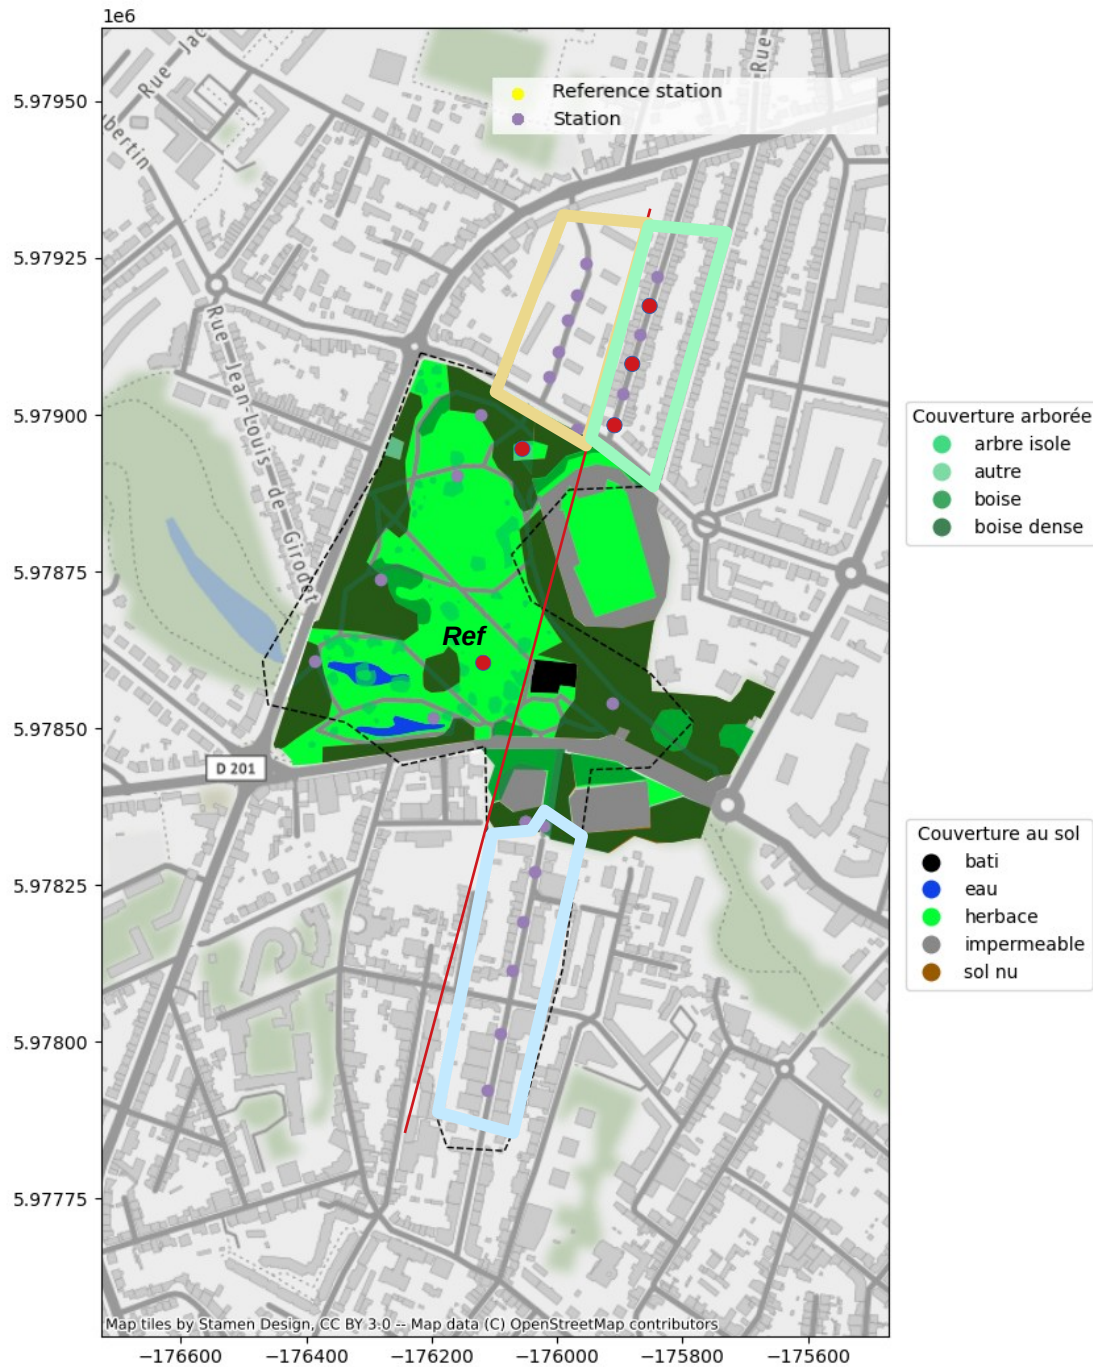 1e6
Rue Jac
Rue
Reference station
Station
5.97950
bertin
5.97925
Rue Jean-Louis de Girodet
5.97900
Couverture arborée
arbre isole
autre
boise
boise dense
5.97875
Ref
5.97850
D 201
5.97825
Couverture au sol
bati
eau
herbace
impermeable
sol nu
5.97800
5.97775
Map tiles by Stamen Design, CC BY 3.0 -- Map data (C) OpenStreetMap contributors
−176600 −176400 −176200 −176000 −175800 −175600